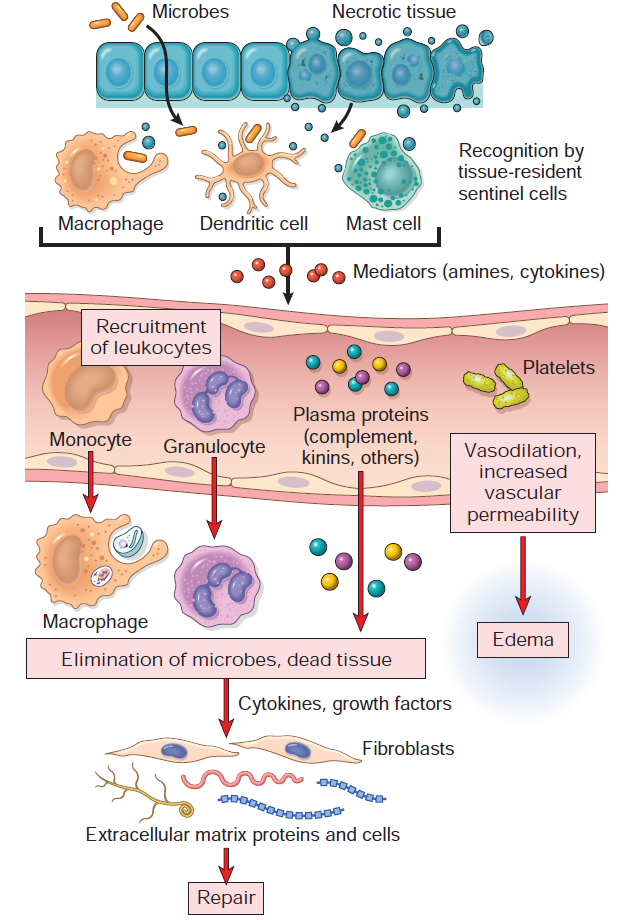 Microbes
Necrotic tissue
Recognition by
tissue-resident
sentinel cells
Macrophage
Dendritic cell
Mast cell
Mediators (amines, cytokines)
Recruitment
of leukocytes
Monocyte
Granulocyte
Plasma proteins
(complement,
kinins, others)
Platelets
Vasodilation,
increased
vascular
permeability
Macrophage
Edema
Elimination of microbes, dead tissue
Cytokines, growth factors
Fibroblasts
Extracellular matrix proteins and cells
Repair